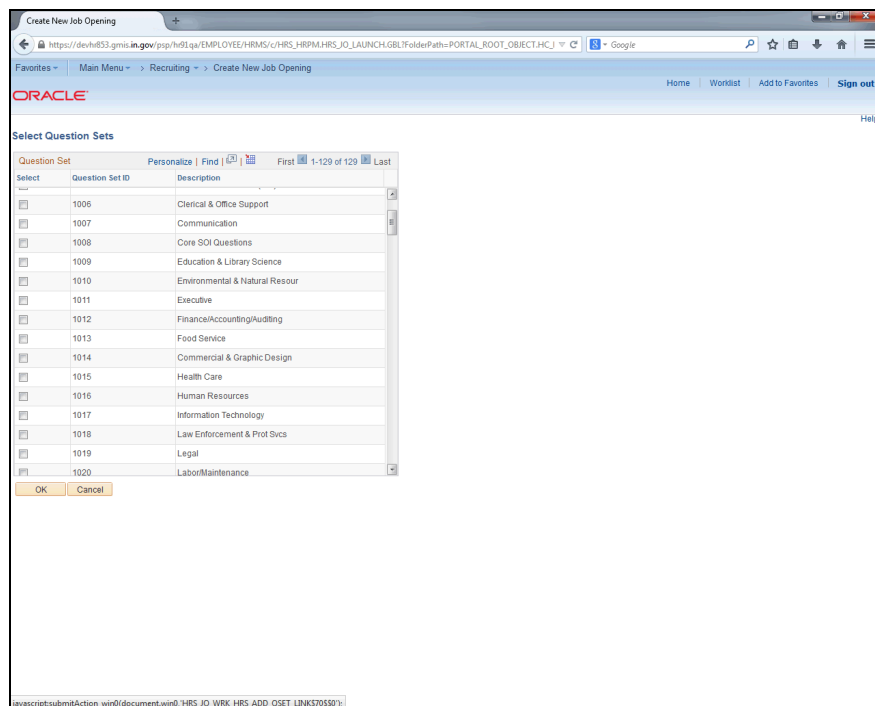 Create New Job Opening
https://devhr853.gmis.in.gov/psp/hr91qa/EMPLOYEE/HRMS/c/HRS_HRPM.HRS_JO_LAUNCH.GBL?FolderPath=PORTAL_ROOT_OBJECT.HC_I Google
Favorites Main Menu > Recruiting > Create New Job Opening
Home Worklist Add to Favorites Sign out
ORACLE
Help
Select Question Sets
Question Set Personalize | Find | | First 1-129 of 129 Last
Select Question Set ID Description
1006 Clerical & Office Support
1007 Communication
1008 Core SOI Questions
1009 Education & Library Science
1010 Environmental & Natural Resour
1011 Executive
1012 Finance/Accounting/Auditing
1013 Food Service
1014 Commercial & Graphic Design
1015 Health Care
1016 Human Resources
1017 Information Technology
1018 Law Enforcement & Prot Svcs
1019 Legal
1020 Labor/Maintenance
OK Cancel
javascript:submitAction_win0(document.win0,'HRS_JO_WRK_HRS_ADD_QSET_LINK$70$$0');